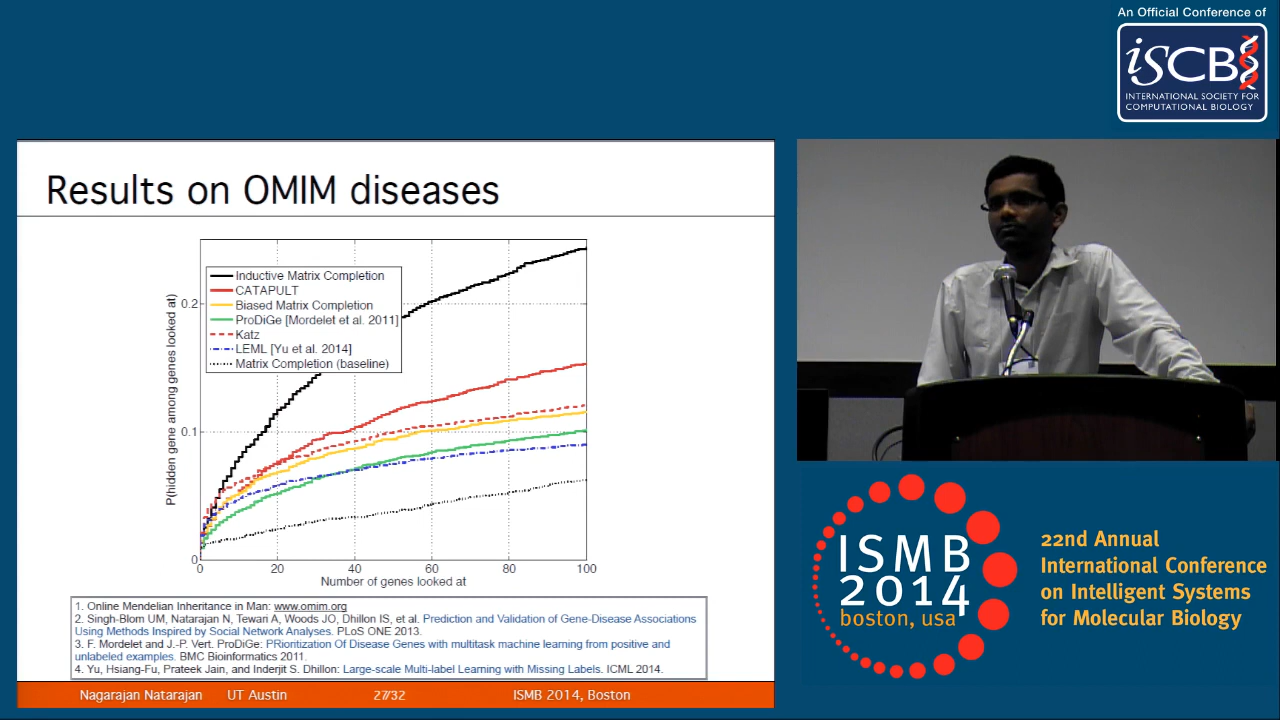 An Official Conference of
iSCB
INTERNATIONAL SOCIETY FOR
COMPUTATIONAL BIOLOGY
Results on OMIM diseases
P(hidden gene among genes looked at)
0.2
0.1
0
Inductive Matrix Completion
CATAPULT
Biased Matrix Completion
ProDiGe [Mordelet et al. 2011]
Katz
LEML [Yu et al. 2014]
Matrix Completion (baseline)
0 20 40 60 80 100
Number of genes looked at
1. Online Mendelian Inheritance in Man: www.omim.org
2. Singh-Blom UM, Natarajan N, Tewari A, Woods JO, Dhillon IS, et al. Prediction and Validation of Gene-Disease Associations
Using Methods Inspired by Social Network Analyses. PLoS ONE 2013.
3. F. Mordelet and J.-P. Vert. ProDiGe: PRioritization Of Disease Genes with multitask machine learning from positive and
unlabeled examples. BMC Bioinformatics 2011.
4. Yu, Hsiang-Fu, Prateek Jain, and Inderjit S. Dhillon: Large-scale Multi-label Learning with Missing Labels. ICML 2014.
Nagarajan Natarajan UT Austin 27/32 ISMB 2014, Boston
ISMB
2014
boston, usa
22nd Annual
International Conference
on Intelligent Systems
for Molecular Biology